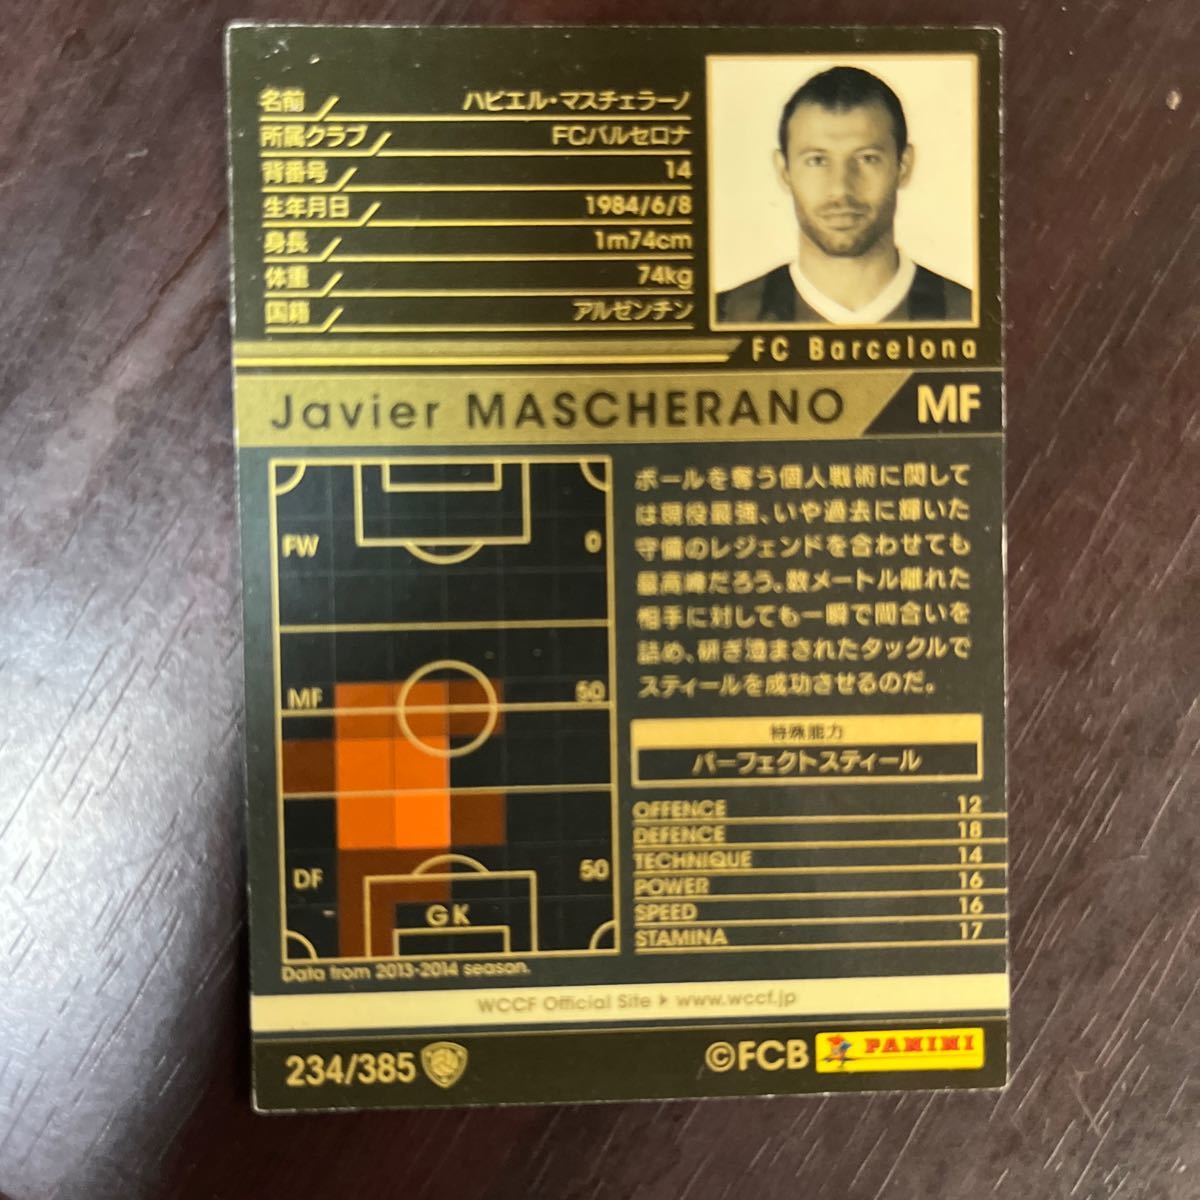 名前 ハビエル・マスチェラーノ
所属クラブ FCバルセロナ
背番号 14
生年月日 1984/6/8
身長 1m74cm
体重 74kg
国籍 アルゼンチン
FC Barcelona
Javier MASCHERANO MF
ボールを奪う個人戦術に関して
は現役最強、いや過去に輝いた
守備のレジェンドを合わせても
最高峰だろう。数メートル離れた
相手に対しても一瞬で間合いを
詰め、研ぎ澄まされたタックルで
スティールを成功させるのだ。
FW 0
MF 50
DF 50
GK
Data from 2013-2014 season.
特殊能力
パーフェクトスティール
OFFENCE 12
DEFENCE 18
TECHNIQUE 14
POWER 16
SPEED 16
STAMINA 17
WCCF Official Site ▶ www.wccf.jp
234/385
©FCB PANINI